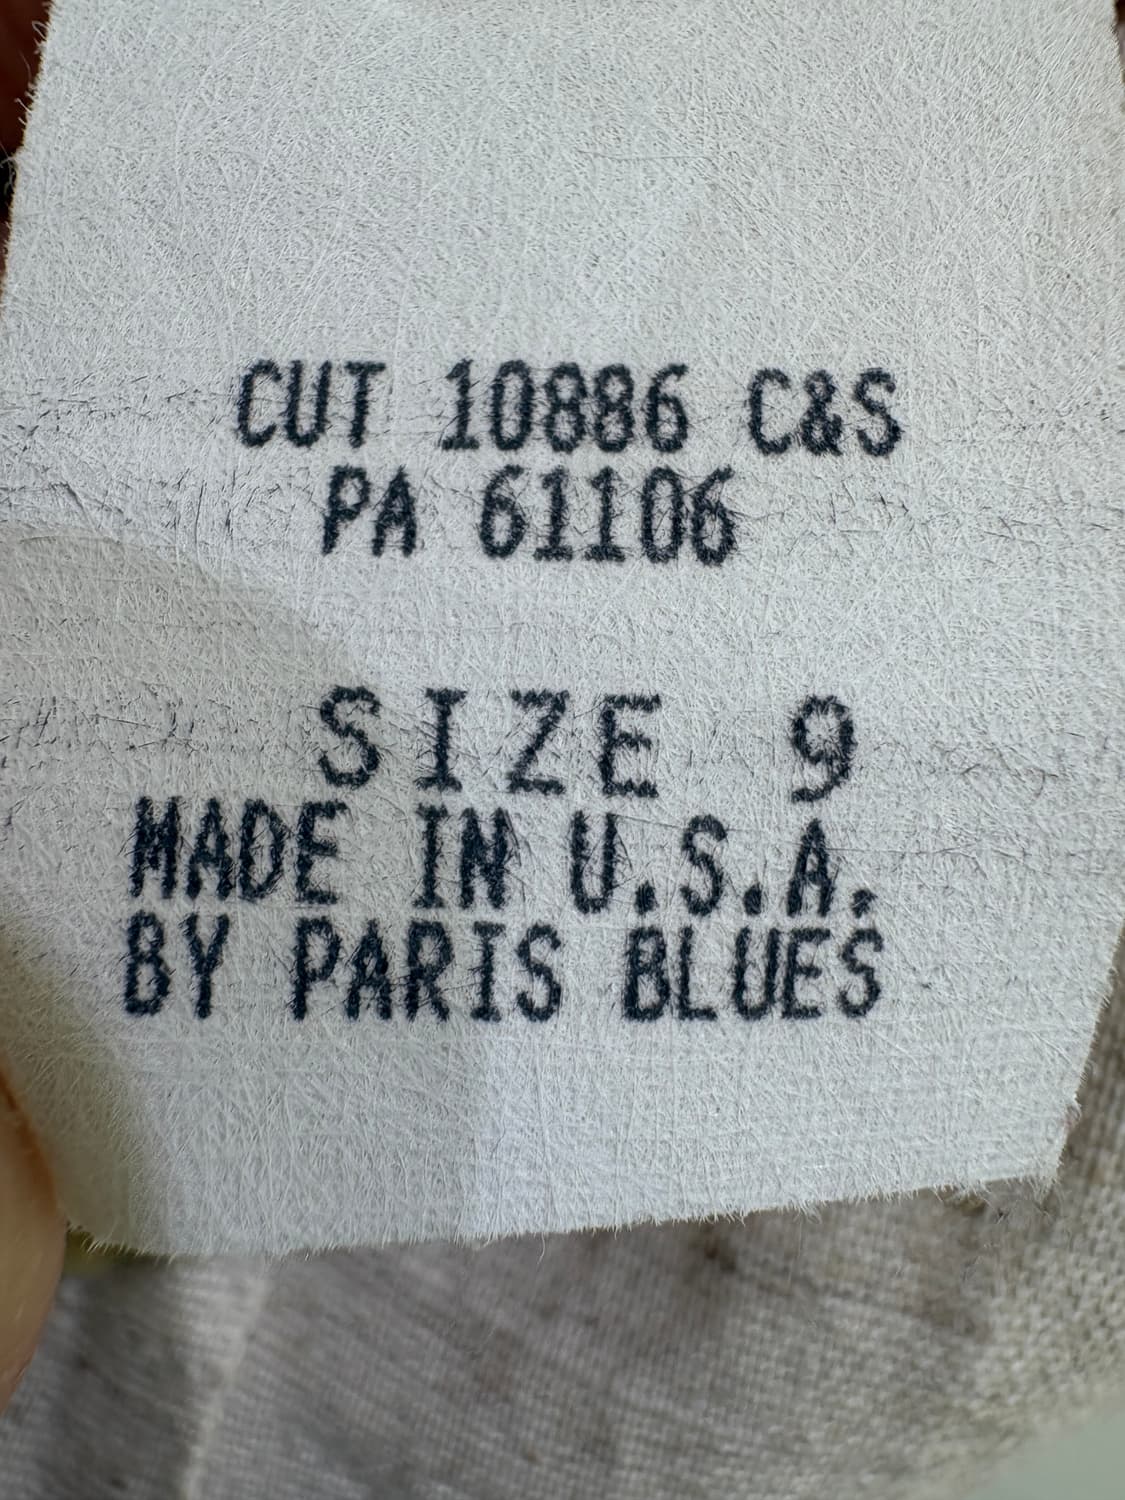 CUT 10886 C&S
PA 61106
SIZE 9
MADE IN U.S.A.
BY PARIS BLUES